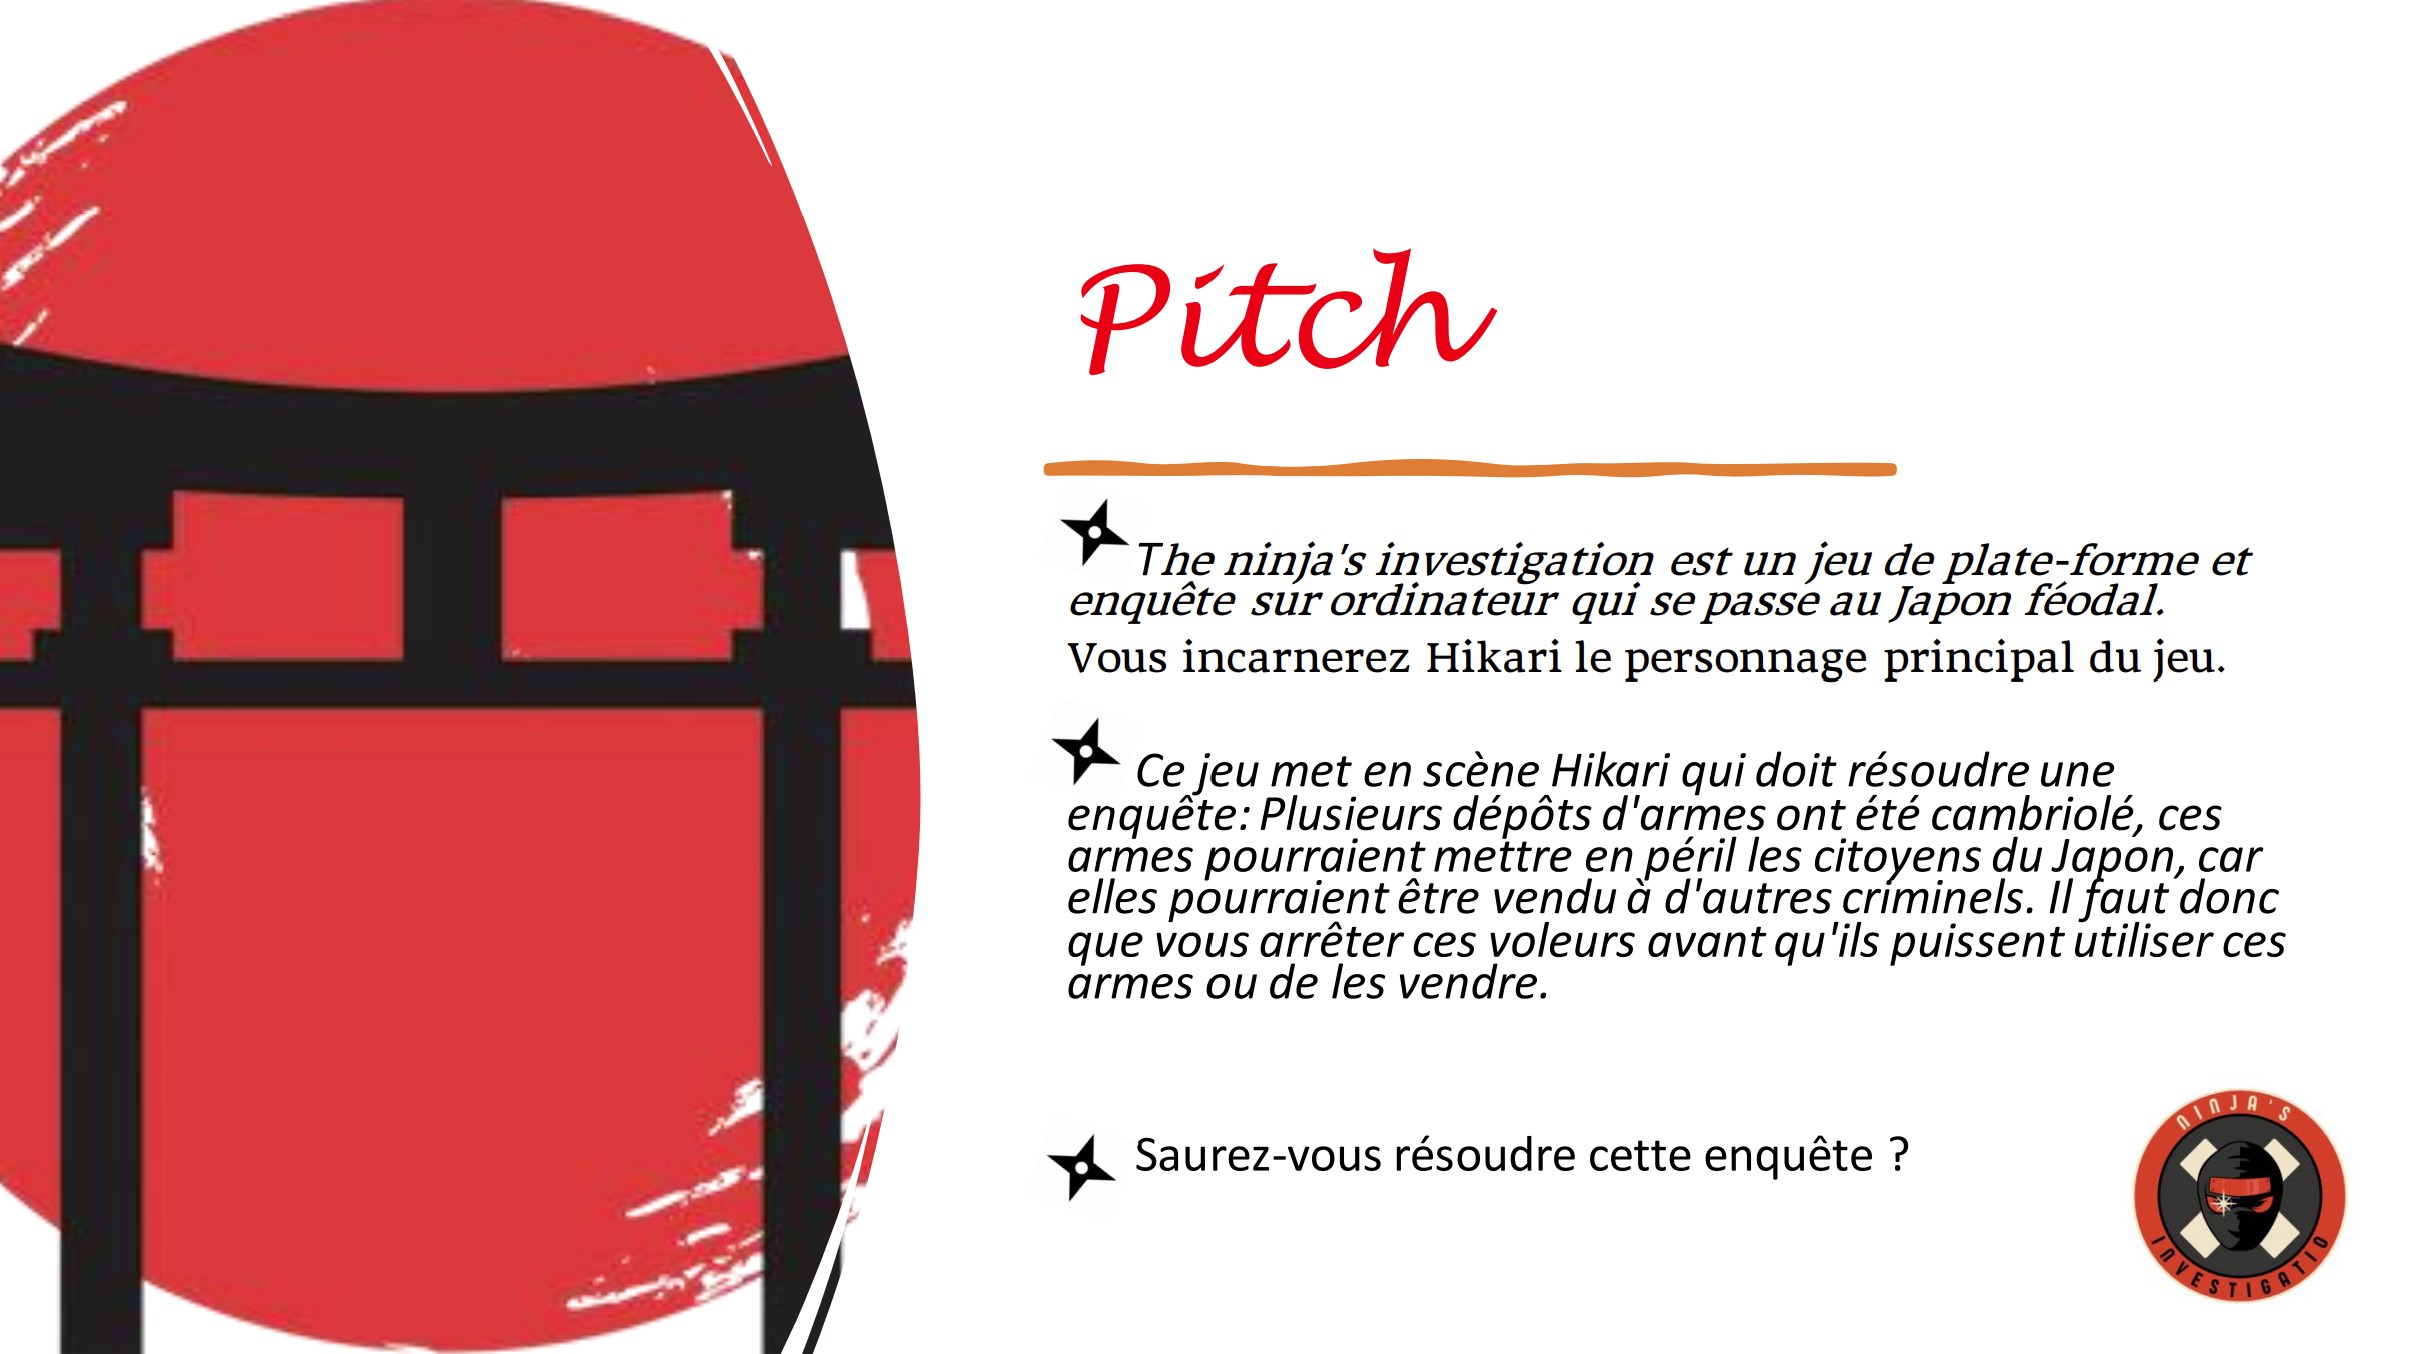 Pitch
The ninja's investigation est un jeu de plate-forme et
enquête sur ordinateur qui se passe au Japon féodal.
Vous incarnerez Hikari le personnage principal du jeu.
Ce jeu met en scène Hikari qui doit résoudre une
enquête: Plusieurs dépôts d'armes ont été cambriolé, ces
armes pourraient mettre en péril les citoyens du Japon, car
elles pourraient être vendu à d'autres criminels. Il faut donc
que vous arrêter ces voleurs avant qu'ils puissent utiliser ces
armes ou de les vendre.
Saurez-vous résoudre cette enquête ?
NINJA'S
INVESTIGATIO